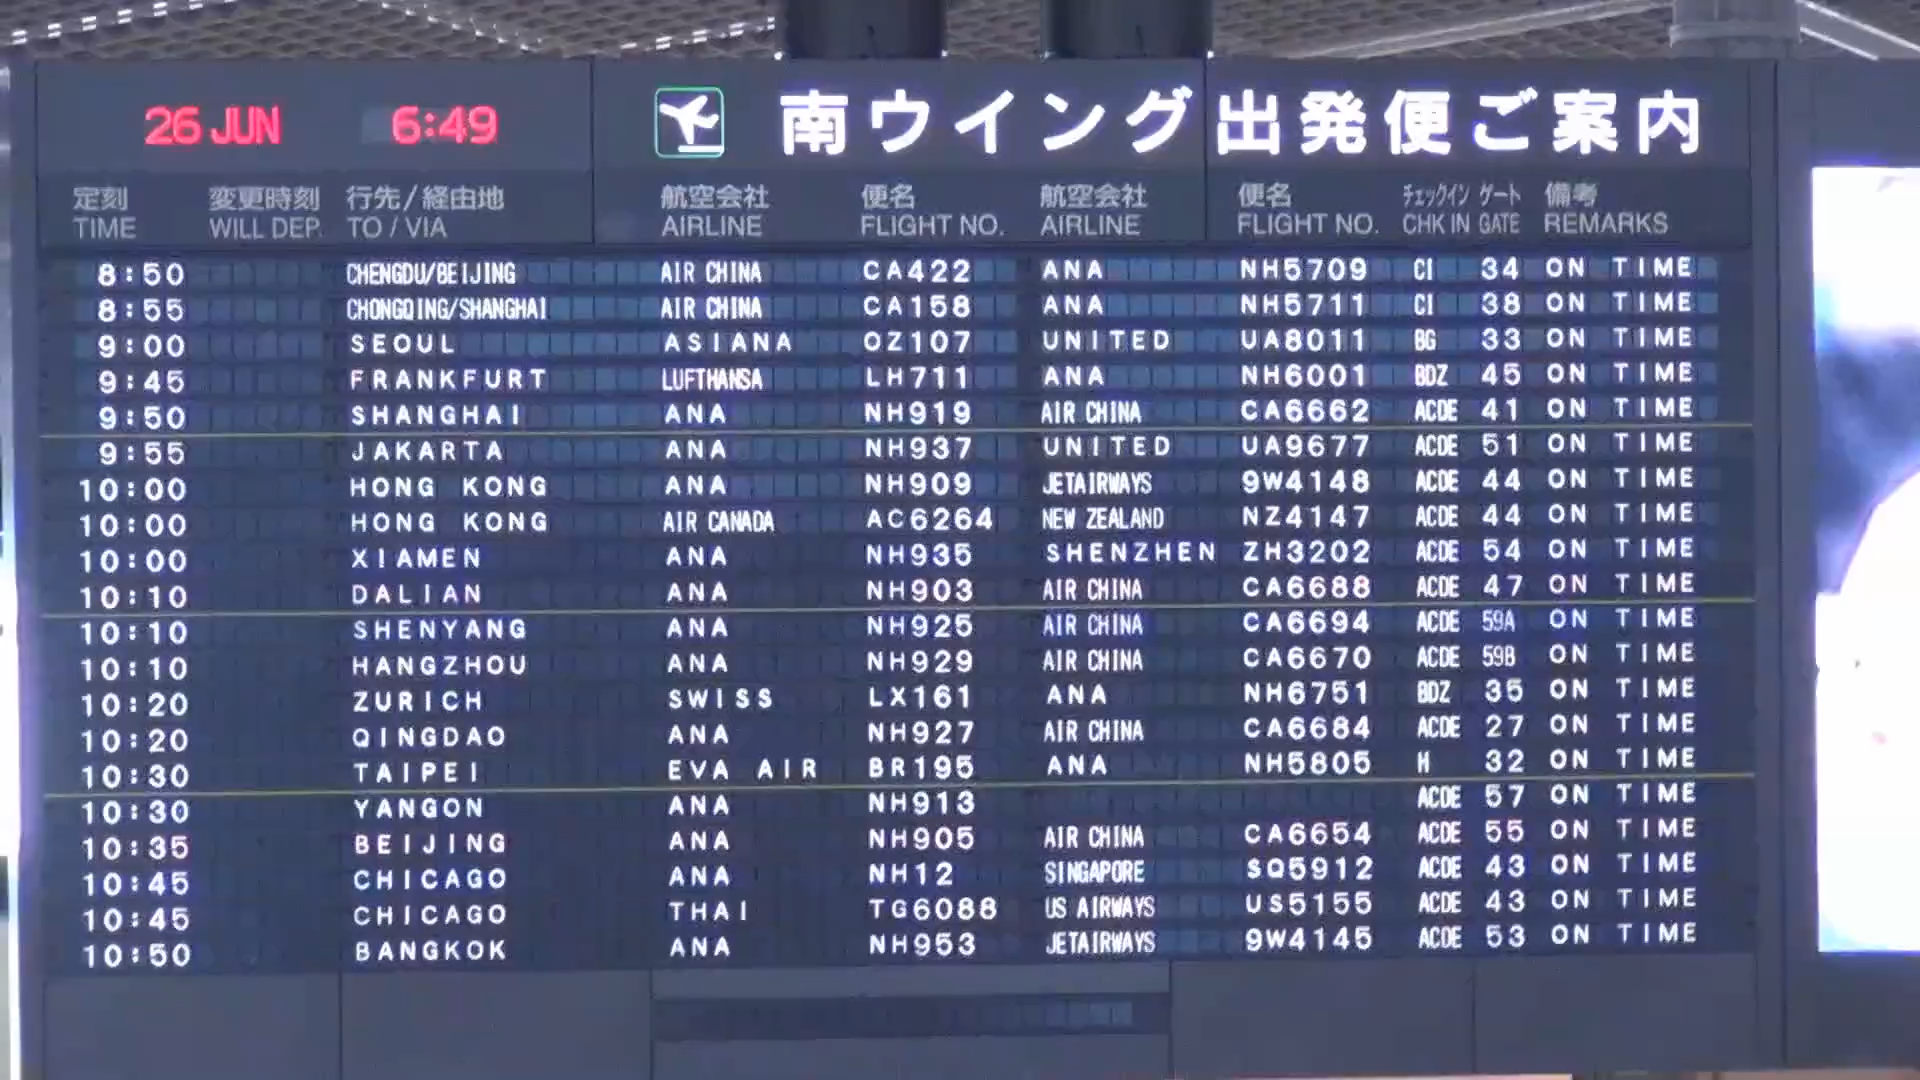 26 JUN 6:49 南ウイング 出発便ご案内
定刻 変更時刻 行先/経由地 航空会社 便名 航空会社 便名 チェックイン ゲート 備考
TIME WILL DEP. TO / VIA AIRLINE FLIGHT NO. AIRLINE FLIGHT NO. CHK IN GATE REMARKS
8:50 CHENGDU/BEIJING AIR CHINA CA422 ANA NH5709 CI 34 ON TIME
8:55 CHONGQING/SHANGHAI AIR CHINA CA158 ANA NH5711 CI 38 ON TIME
9:00 SEOUL ASIANA OZ107 UNITED UA8011 BG 33 ON TIME
9:45 FRANKFURT LUFTHANSA LH711 ANA NH6001 BDZ 45 ON TIME
9:50 SHANGHAI ANA NH919 AIR CHINA CA6662 ACDE 41 ON TIME
9:55 JAKARTA ANA NH937 UNITED UA9677 ACDE 51 ON TIME
10:00 HONG KONG ANA NH909 JETAIRWAYS 9W4148 ACDE 44 ON TIME
10:00 HONG KONG AIR CANADA AC6264 NEW ZEALAND NZ4147 ACDE 44 ON TIME
10:00 XIAMEN ANA NH935 SHENZHEN ZH3202 ACDE 54 ON TIME
10:10 DALIAN ANA NH903 AIR CHINA CA6688 ACDE 47 ON TIME
10:10 SHENYANG ANA NH925 AIR CHINA CA6694 ACDE 59A ON TIME
10:10 HANGZHOU ANA NH929 AIR CHINA CA6670 ACDE 59B ON TIME
10:20 ZURICH SWISS LX161 ANA NH6751 BDZ 35 ON TIME
10:20 QINGDAO ANA NH927 AIR CHINA CA6684 ACDE 27 ON TIME
10:30 TAIPEI EVA AIR BR195 ANA NH5805 H 32 ON TIME
10:30 YANGON ANA NH913 ACDE 57 ON TIME
10:35 BEIJING ANA NH905 AIR CHINA CA6654 ACDE 55 ON TIME
10:45 CHICAGO ANA NH12 SINGAPORE SQ5912 ACDE 43 ON TIME
10:45 CHICAGO THAI TG6088 US AIRWAYS US5155 ACDE 43 ON TIME
10:50 BANGKOK ANA NH953 JETAIRWAYS 9W4145 ACDE 53 ON TIME